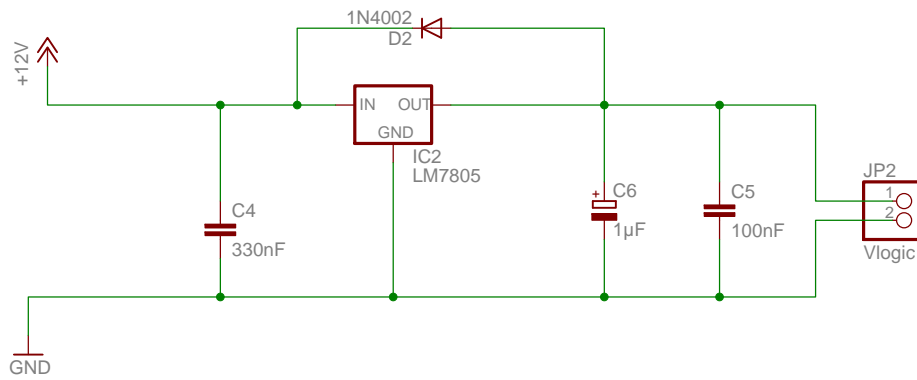 1N4002
D2
+12V
IN OUT
GND
IC2
LM7805
C4
330nF
+
C6
1µF
C5
100nF
JP2
1
2
Vlogic
GND